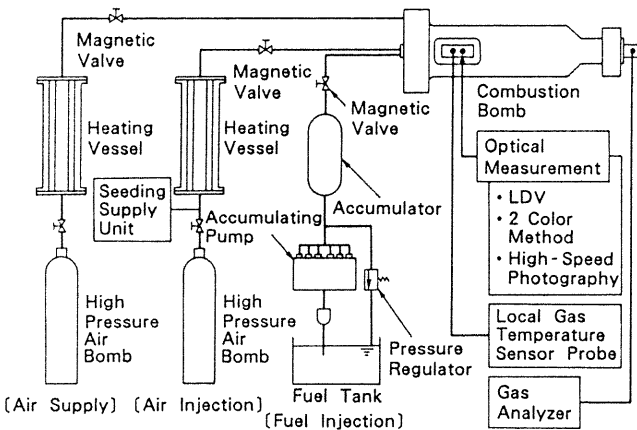 Magnetic
Valve
Magnetic
Valve
Magnetic
Valve
Combustion
Bomb
Heating
Vessel
Heating
Vessel
Optical
Measurement
• LDV
• 2 Color
Method
• High-Speed
Photography
Seeding
Supply
Unit
Accumulating
Pump
Accumulator
High
Pressure
Air
Bomb
High
Pressure
Air
Bomb
Pressure
Regulator
Local Gas
Temperature
Sensor Probe
Fuel Tank
Gas
Analyzer
(Air Supply)
(Air Injection)
(Fuel Injection)